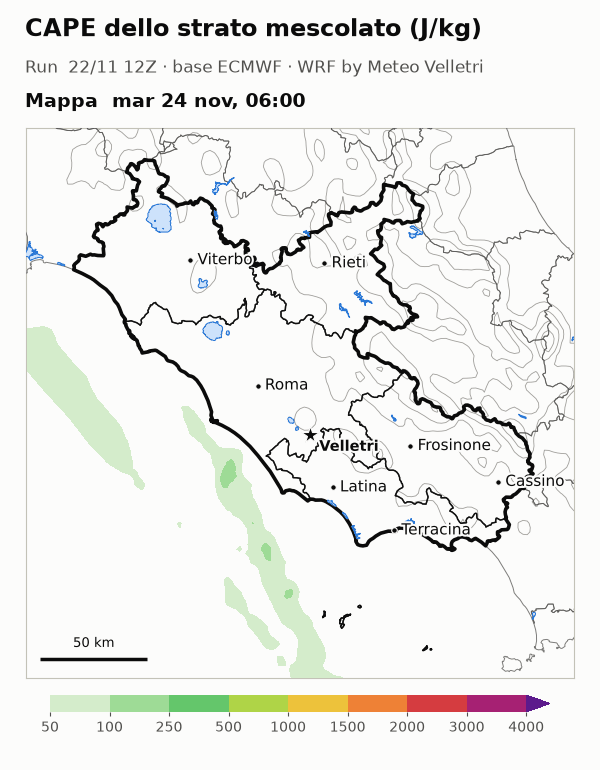 CAPE dello strato mescolato (J/kg)
Run  22/11 12Z · base ECMWF · WRF by Meteo Velletri
Mappa  mar 24 nov, 06:00
Viterbo
Rieti
Roma
Velletri
Frosinone
Cassino
Latina
Terracina
50 km
50 100 250 500 1000 1500 2000 3000 4000